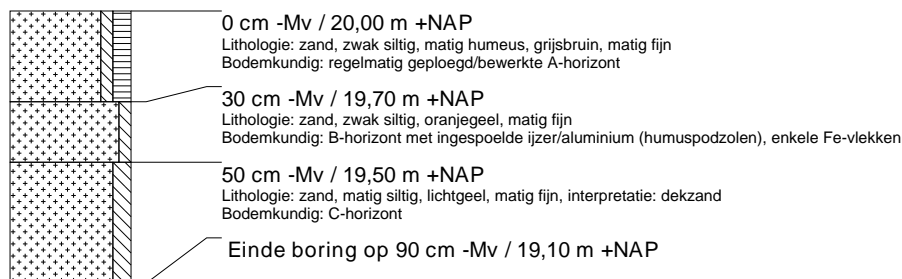 0 cm -Mv / 20,00 m +NAP
Lithologie: zand, zwak siltig, matig humeus, grijsbruin, matig fijn
Bodemkundig: regelmatig geploegd/bewerkte A-horizont
30 cm -Mv / 19,70 m +NAP
Lithologie: zand, zwak siltig, oranjegeel, matig fijn
Bodemkundig: B-horizont met ingespoelde ijzer/aluminium (humuspodzolen), enkele Fe-vlekken
50 cm -Mv / 19,50 m +NAP
Lithologie: zand, matig siltig, lichtgeel, matig fijn, interpretatie: dekzand
Bodemkundig: C-horizont
Einde boring op 90 cm -Mv / 19,10 m +NAP